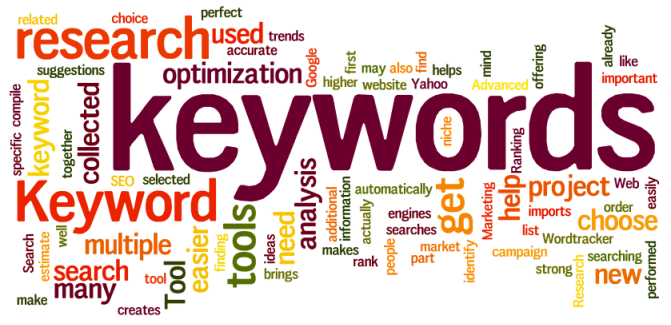 related
choice
perfect
research
used
trends
accurate
suggestions
optimization
Google
first
higher
may
also
find
helps
website
Yahoo
mind
Advanced
offering
already
like
important
specific
compile
keyword
together
collected
keywords
niche
SEO
selected
Keyword
analysis
additional
information
automatically
actually
engines
searches
get
Marketing
help
Ranking
project
Web
imports
order
easily
choose
list
Wordtracker
Search
estimate
well
multiple
easier
finding
tools
need
ideas
brings
makes
rank
people
market
part
identify
campaign
strong
Research
searching
new
performed
search
many
tool
Tool
make
creates